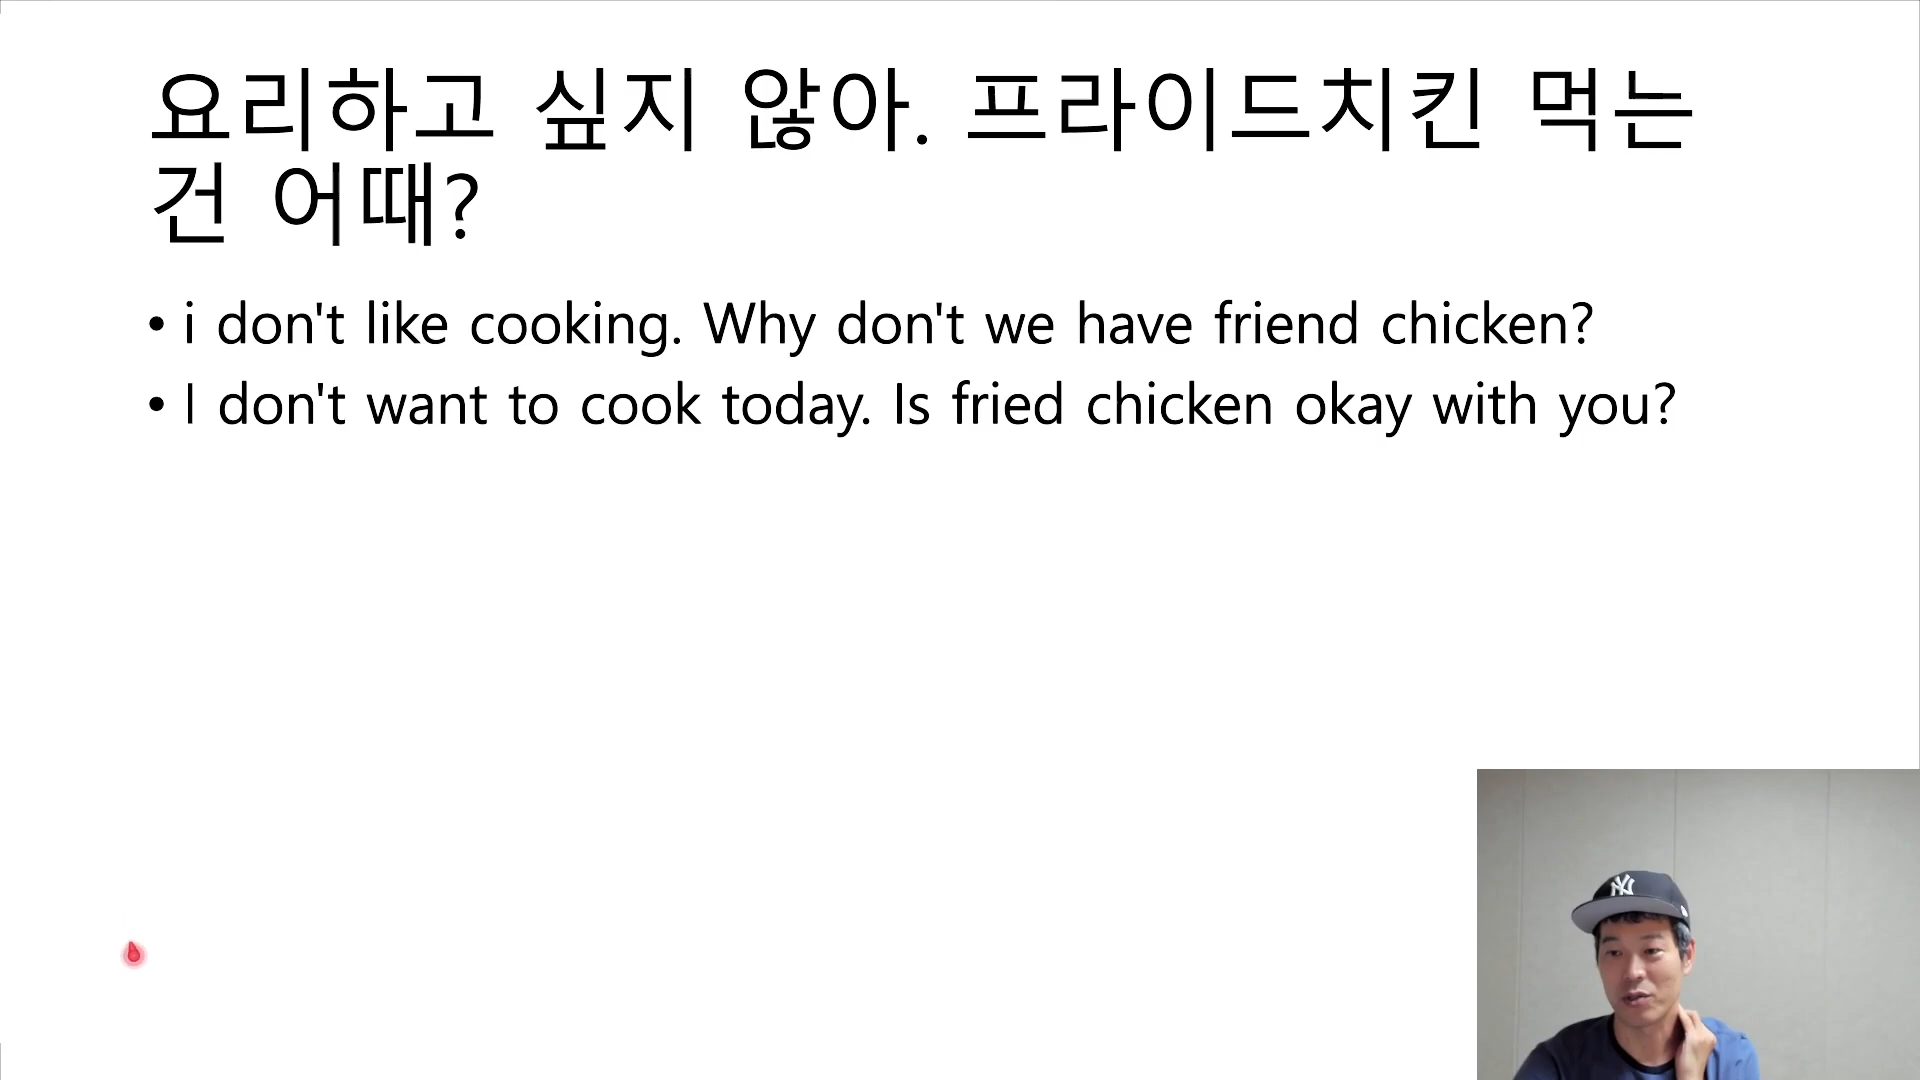 요리하고 싶지 않아. 프라이드치킨 먹는
건 어때?
• i don't like cooking. Why don't we have friend chicken?
• I don't want to cook today. Is fried chicken okay with you?
NY